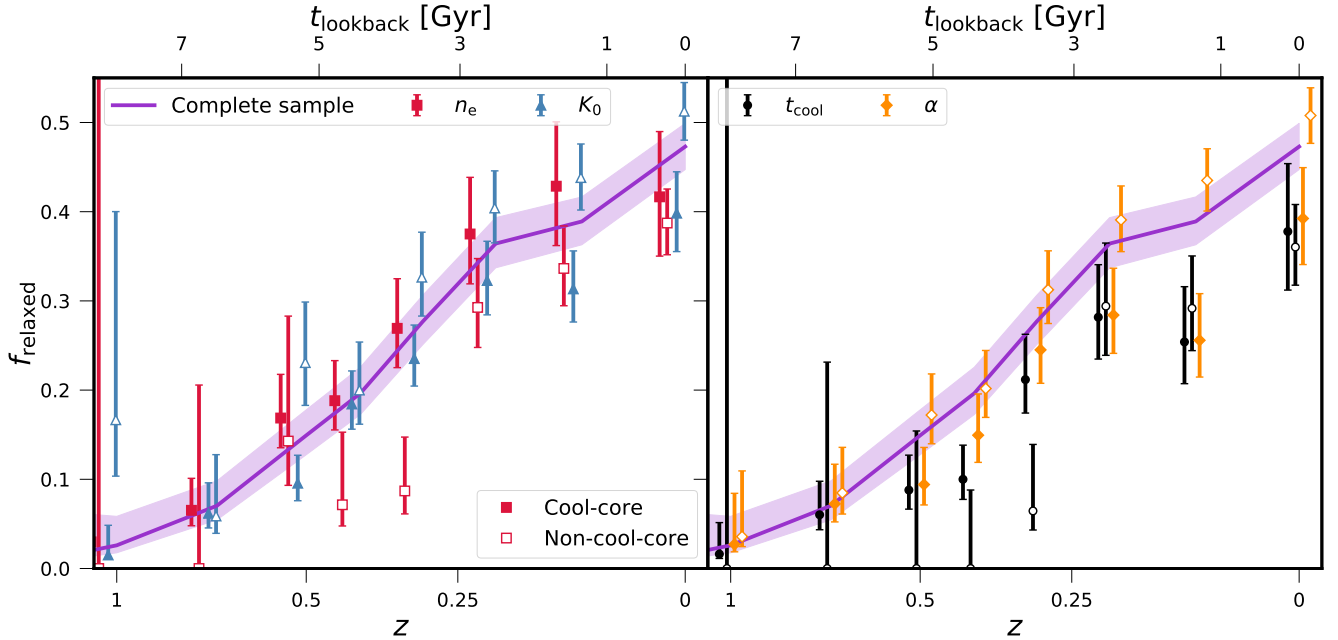 t_lookback [Gyr]
t_lookback [Gyr]
7 5 3 1 0
7 5 3 1 0
Complete sample n_e K_0
t_cool α
0.5
0.4
0.3
0.2
0.1
0.0
f_relaxed
Cool-core
Non-cool-core
1 0.5 0.25 0
1 0.5 0.25 0
z
z